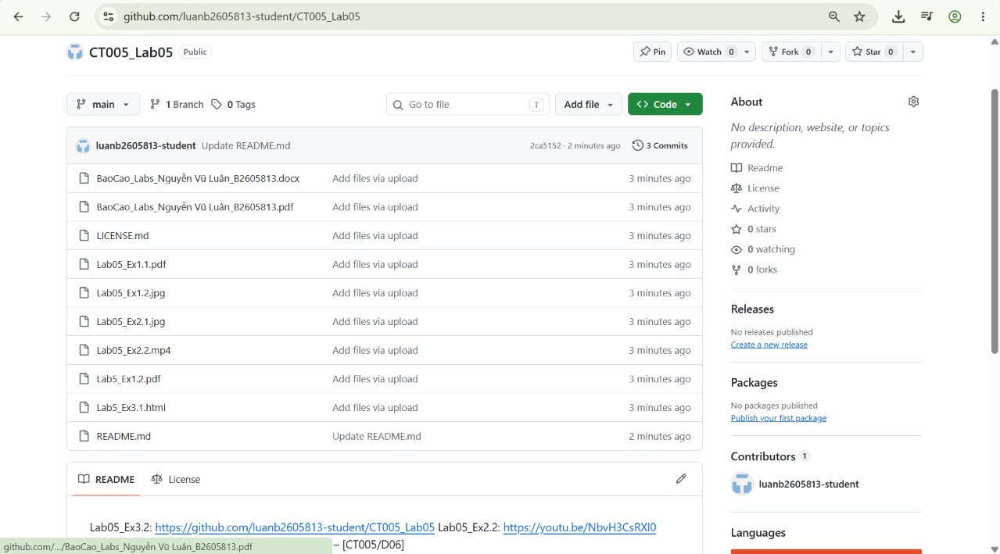 github.com/luanb2605813-student/CT005_Lab05
CT005_Lab05 Public
Pin Watch 0 Fork 0 Star 0
main 1 Branch 0 Tags Go to file T Add file Code
luanb2605813-student Update README.md 2ca5152 · 2 minutes ago 3 Commits
BaoCao_Labs_Nguyễn Vũ Luân_B2605813.docx Add files via upload 3 minutes ago
BaoCao_Labs_Nguyễn Vũ Luân_B2605813.pdf Add files via upload 3 minutes ago
LICENSE.md Add files via upload 3 minutes ago
Lab05_Ex1.1.pdf Add files via upload 3 minutes ago
Lab05_Ex1.2.jpg Add files via upload 3 minutes ago
Lab05_Ex2.1.jpg Add files via upload 3 minutes ago
Lab05_Ex2.2.mp4 Add files via upload 3 minutes ago
Lab5_Ex1.2.pdf Add files via upload 3 minutes ago
Lab5_Ex3.1.html Add files via upload 3 minutes ago
README.md Update README.md 2 minutes ago
README License
Lab05_Ex3.2: https://github.com/luanb2605813-student/CT005_Lab05 Lab05_Ex2.2: https://youtu.be/NbvH3CsRXl0
– [CT005/D06]
About
No description, website, or topics
provided.
Readme
License
Activity
0 stars
0 watching
0 forks
Releases
No releases published
Create a new release
Packages
No packages published
Publish your first package
Contributors 1
luanb2605813-student
Languages
github.com/.../BaoCao_Labs_Nguyễn Vũ Luân_B2605813.pdf